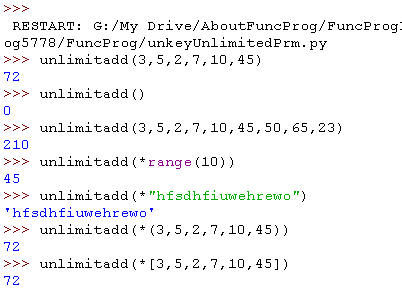 >>>
RESTART: G:/My Drive/AboutFuncProg/FuncProg
og5778/FuncProg/unkeyUnlimitedPrm.py
>>> unlimitadd(3,5,2,7,10,45)
72
>>> unlimitadd()
0
>>> unlimitadd(3,5,2,7,10,45,50,65,23)
210
>>> unlimitadd(*range(10))
45
>>> unlimitadd(*"hfsdhfiuwehrewo")
'hfsdhfiuwehrewo'
>>> unlimitadd(*(3,5,2,7,10,45))
72
>>> unlimitadd(*[3,5,2,7,10,45])
72